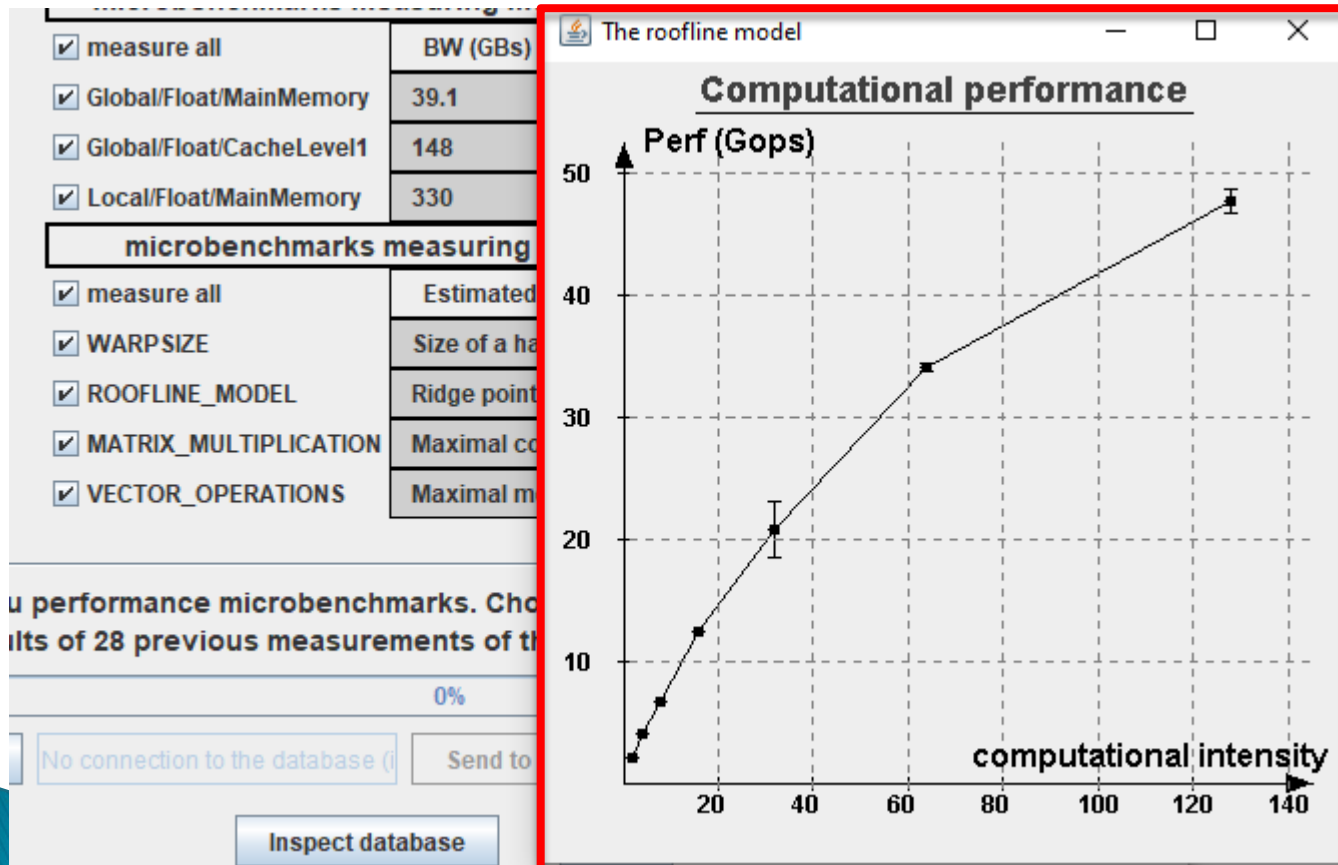 microbenchmarks measuring
measure all
BW (GBs)
Global/Float/MainMemory
39.1
Global/Float/CacheLevel1
148
Local/Float/MainMemory
330
microbenchmarks measuring
measure all
Estimated
WARPSIZE
Size of a ha
ROOFLINE_MODEL
Ridge point
MATRIX_MULTIPLICATION
Maximal co
VECTOR_OPERATIONS
Maximal m
u performance microbenchmarks. Cho
ults of 28 previous measurements of th
0%
No connection to the database (i
Send to
Inspect database
The roofline model
Computational performance
Perf (Gops)
50
40
30
20
10
computational intensity
20 40 60 80 100 120 140